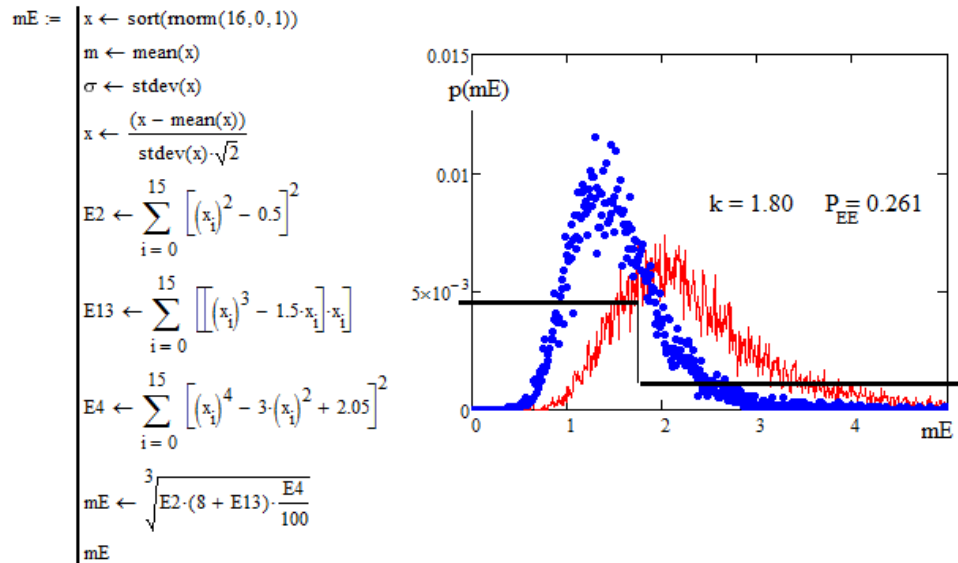 mE := x ← sort(rnorm(16, 0, 1))
m ← mean(x)
σ ← stdev(x)
x ← (x − mean(x)) / stdev(x)·√2
E2 ← ∑ i = 0 15 [(x_i)^2 − 0.5]^2
E13 ← ∑ i = 0 15 [[(x_i)^3 − 1.5·x_i]·x_i]
E4 ← ∑ i = 0 15 [(x_i)^4 − 3·(x_i)^2 + 2.05]^2
mE ← ∛E2·(8 + E13)·E4/100
mE
0.015
p(mE)
0.01
k = 1.80 P_EE = 0.261
5×10^−3
0
0 1 2 3 4
mE